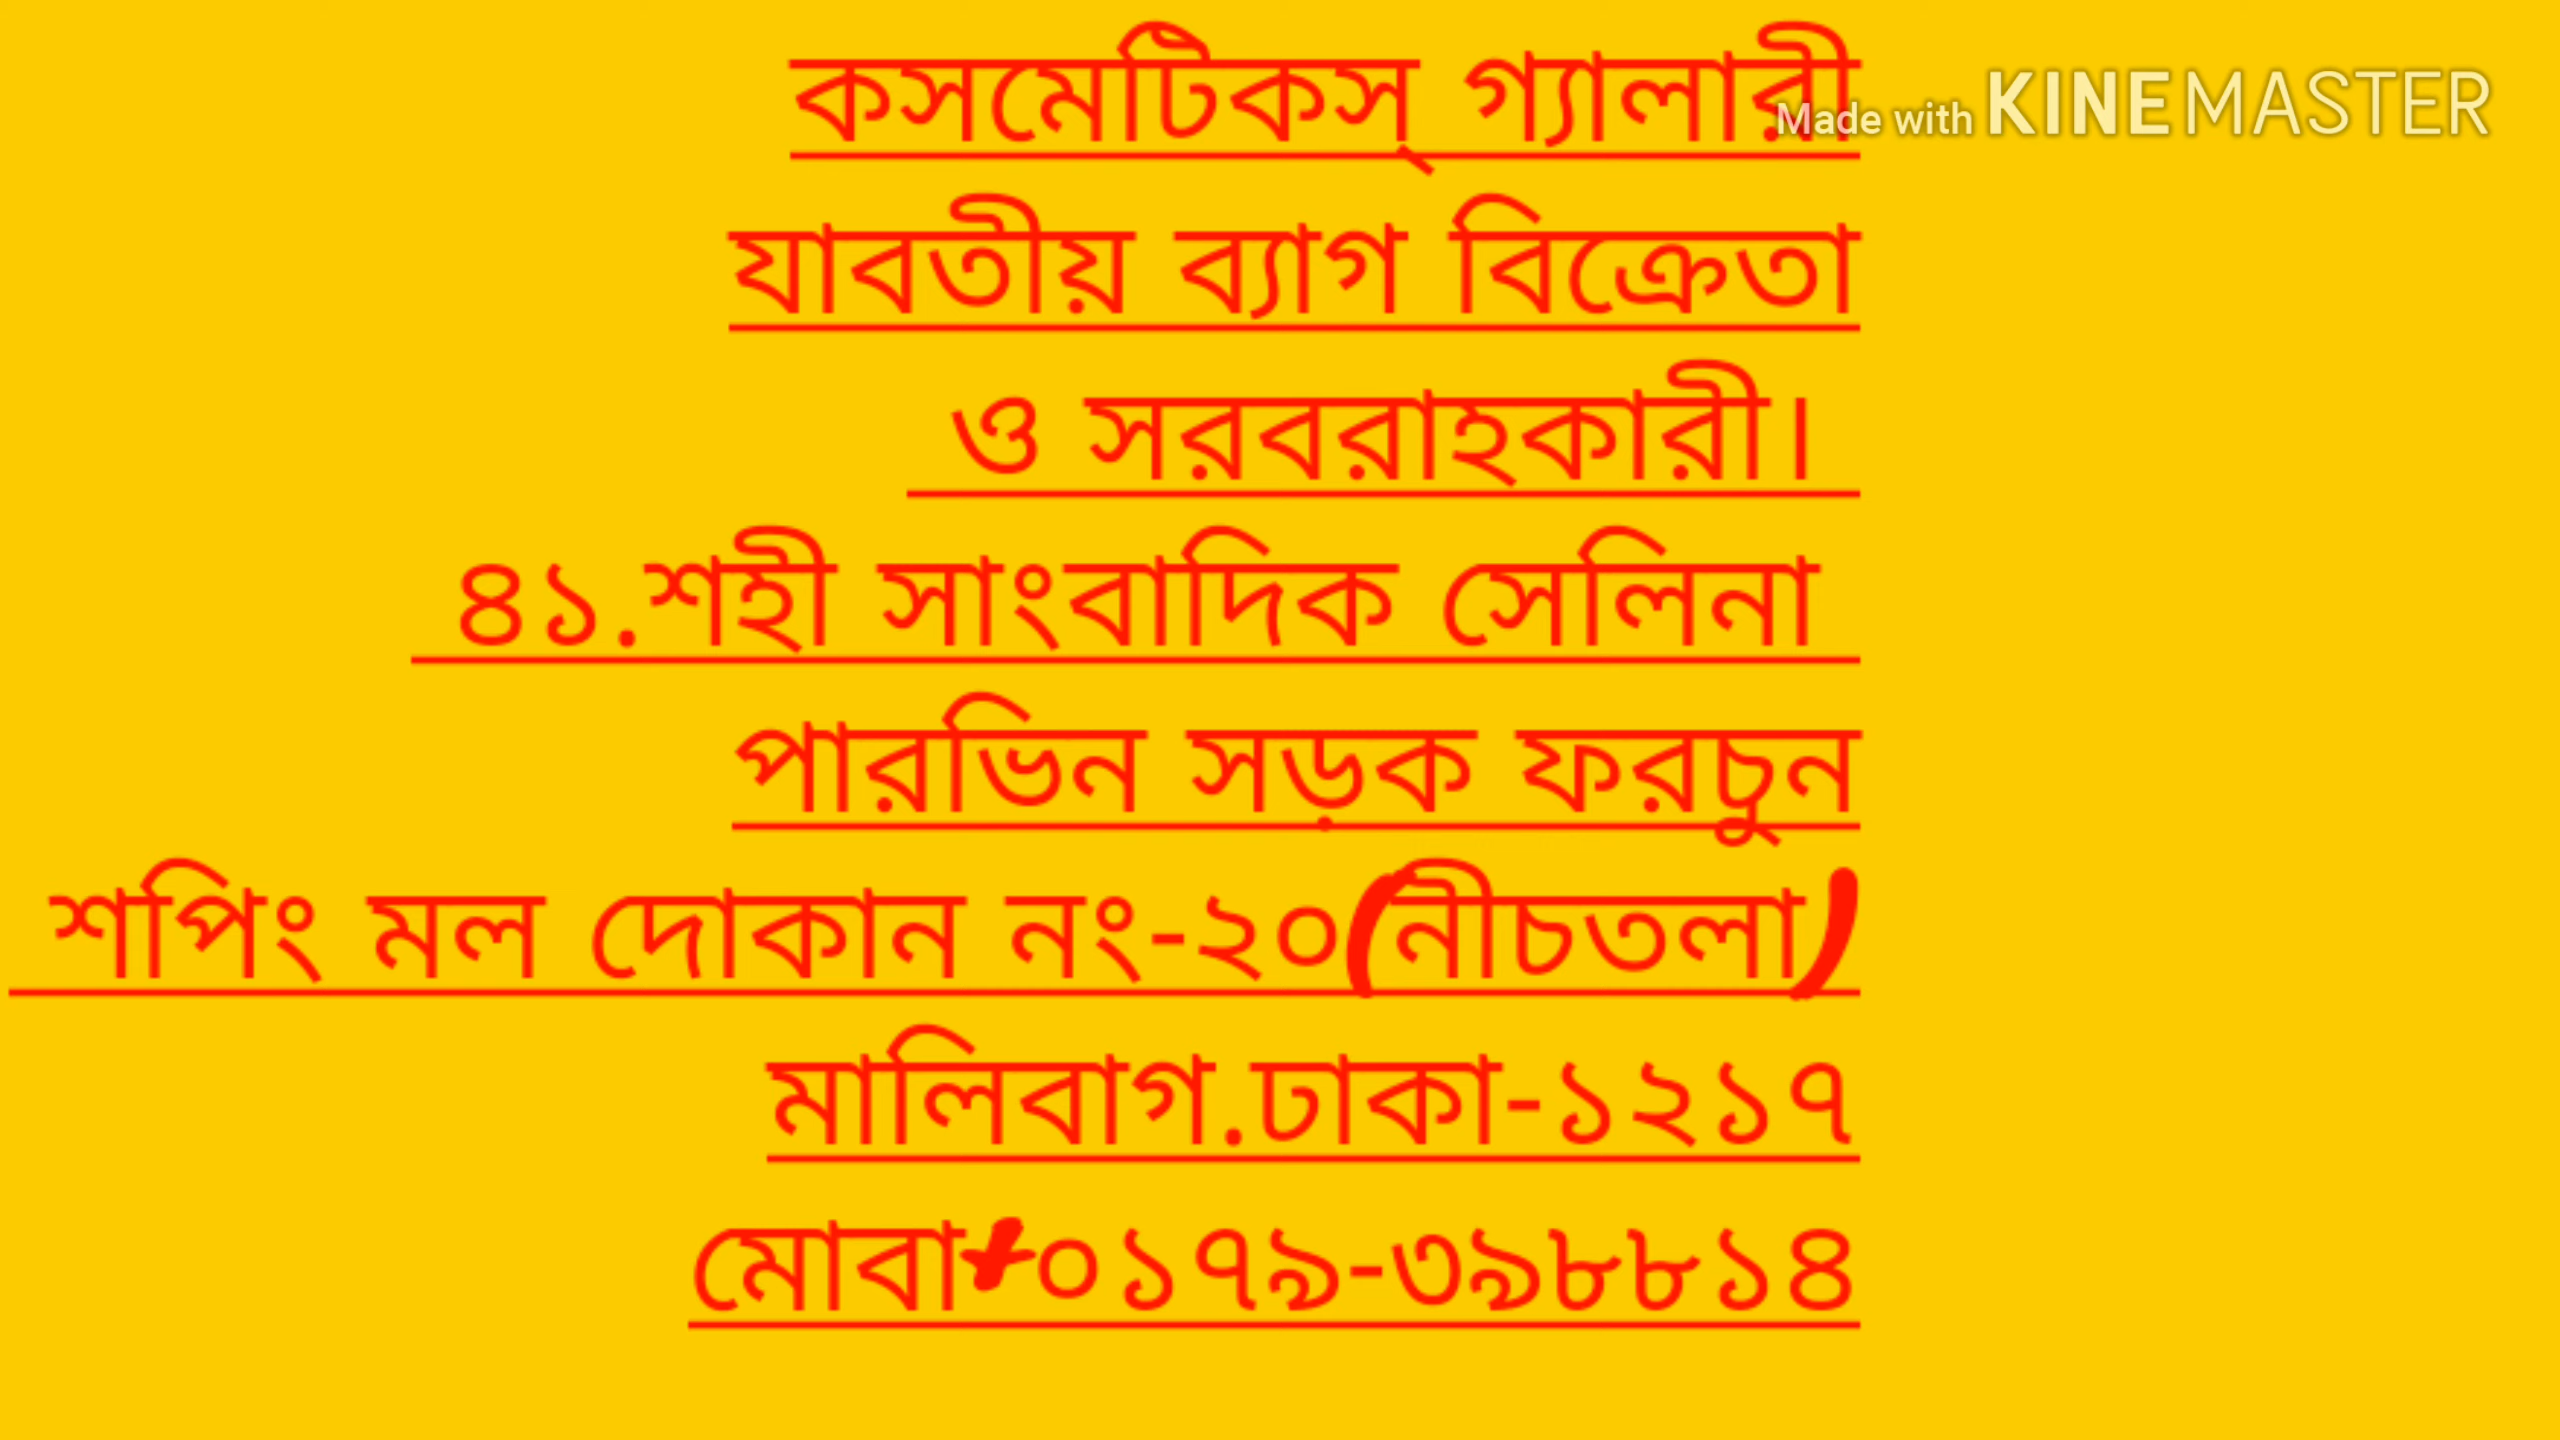 কসমেটিকস্ গ্যালারী
Made with KINEMASTER
যাবতীয় ব্যাগ বিক্রেতা
ও সরবরাহকারী।
৪১.শহী সাংবাদিক সেলিনা
পারভিন সড়ক ফরচুন
শপিং মল দোকান নং-২০(নীচতলা)
মালিবাগ.ঢাকা-১২১৭
মোবা+০১৭৯-৩৯৮৮১৪